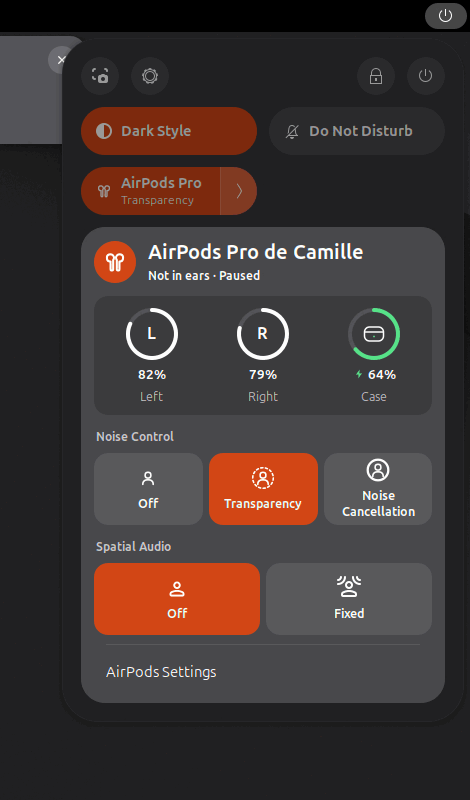 Dark Style
Do Not Disturb
AirPods Pro
Transparency
AirPods Pro de Camille
Not in ears · Paused
L
R
82%
79%
64%
Left
Right
Case
Noise Control
Off
Transparency
Noise
Cancellation
Spatial Audio
Off
Fixed
AirPods Settings